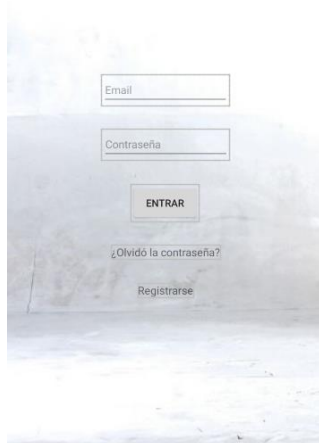 Email
Contraseña
ENTRAR
¿Olvidó la contraseña?
Registrarse